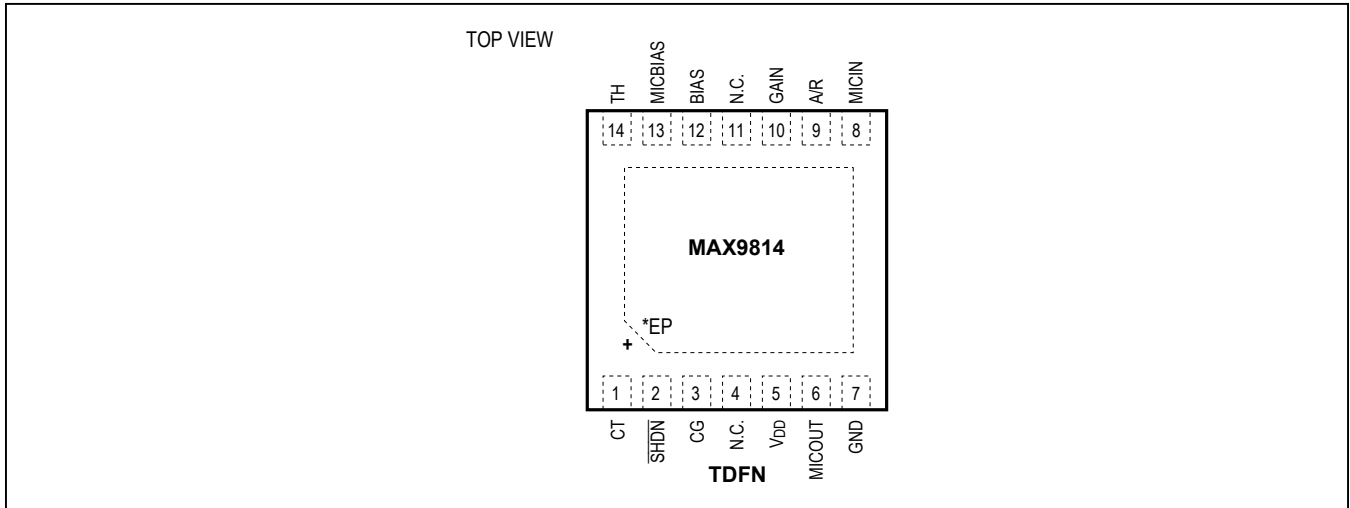 TOP VIEW
TH MICBIAS BIAS N.C. GAIN A/R MICIN
14 13 12 11 10 9 8
MAX9814
*EP
+
1 2 3 4 5 6 7
CT SHDN CG N.C. VDD MICOUT GND
TDFN